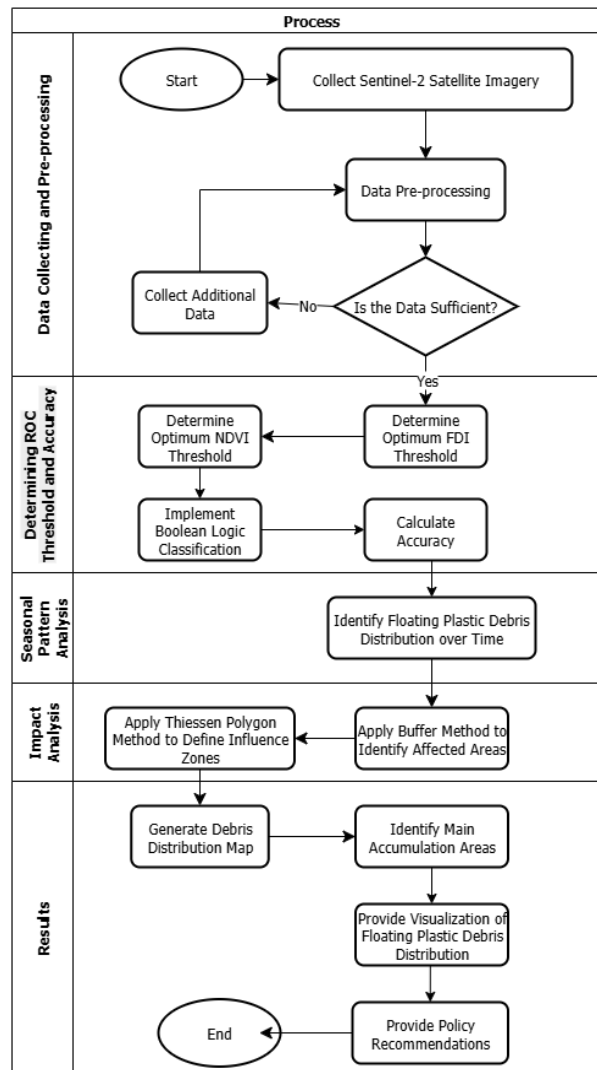 Process
Data Collecting and Pre-processing
Start
Collect Sentinel-2 Satellite Imagery
Data Pre-processing
Collect Additional
Data
No
Is the Data Sufficient?
Yes
Determining ROC
Threshold and Accuracy
Determine
Optimum NDVI
Threshold
Determine
Optimum FDI
Threshold
Implement
Boolean Logic
Classification
Calculate
Accuracy
Seasonal
Pattern
Analysis
Identify Floating Plastic Debris
Distribution over Time
Impact
Analysis
Apply Thiessen Polygon
Method to Define Influence
Zones
Apply Buffer Method to
Identify Affected Areas
Results
Generate Debris
Distribution Map
Identify Main
Accumulation Areas
Provide Visualization of
Floating Plastic Debris
Distribution
End
Provide Policy
Recommendations